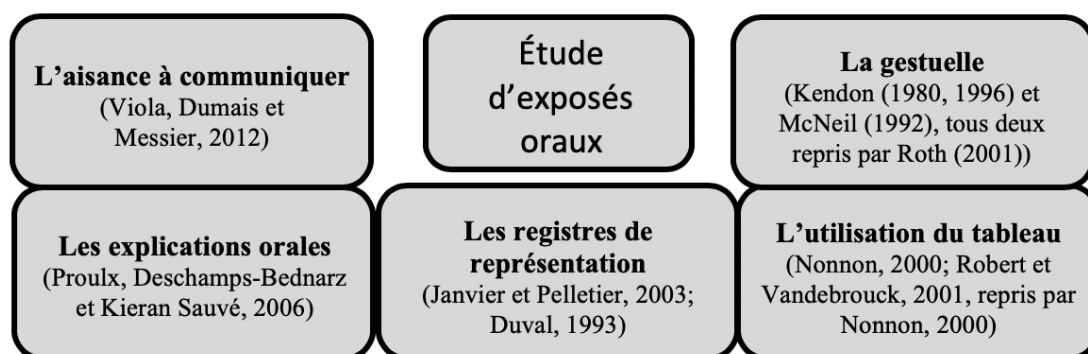 L'aisance à communiquer
(Viola, Dumais et
Messier, 2012)
Étude
d'exposés
oraux
La gestuelle
(Kendon (1980, 1996) et
McNeil (1992), tous deux
repris par Roth (2001))
Les explications orales
(Proulx, Deschamps-Bednarz
et Kieran Sauvé, 2006)
Les registres de
représentation
(Janvier et Pelletier, 2003;
Duval, 1993)
L'utilisation du tableau
(Nonnon, 2000; Robert et
Vandebrouck, 2001, repris par
Nonnon, 2000)